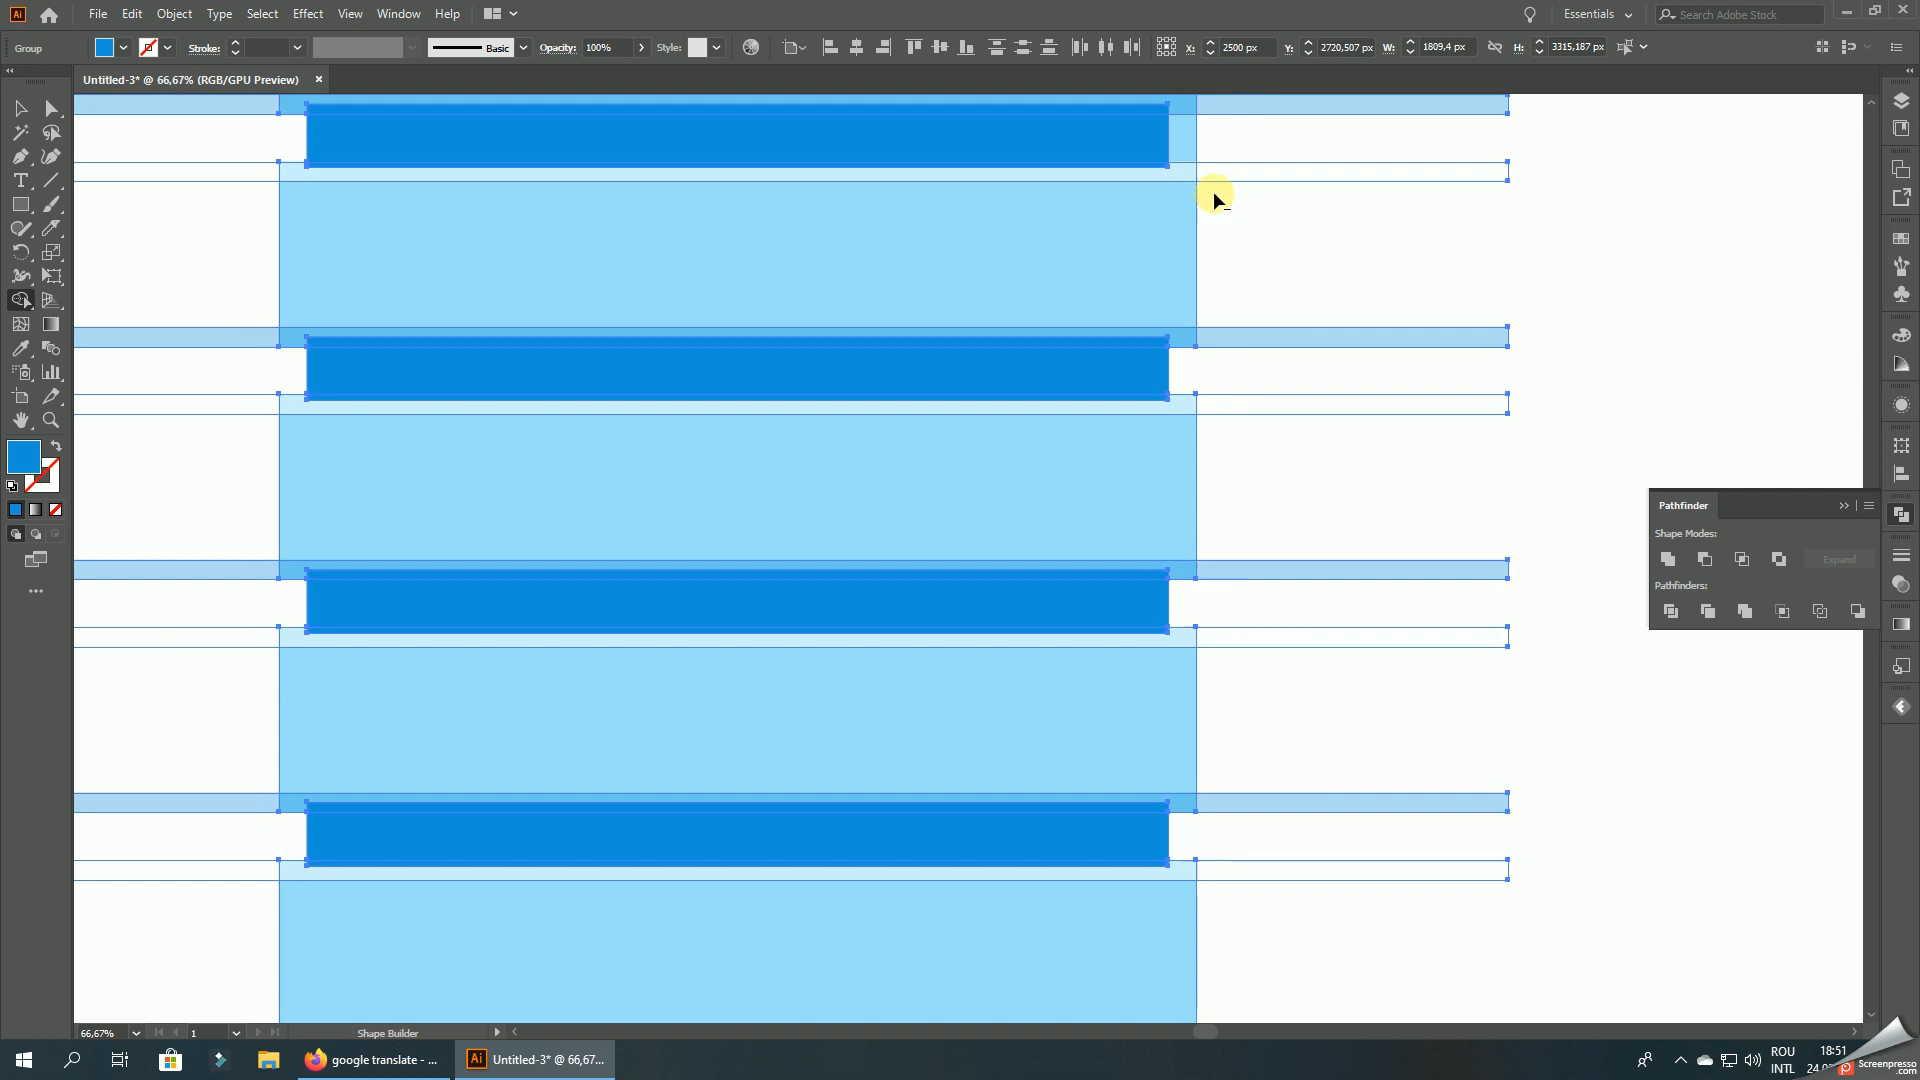 Ai File Edit Object Type Select Effect View Window Help Essentials Search Adobe Stock
Group Stroke: Basic Opacity: 100% Style: X: 2500 px Y: 2720,507 px W: 1809,4 px H: 3315,187 px
Untitled-3* @ 66,67% (RGB/GPU Preview)
Pathfinder
Shape Modes:
Expand
Pathfinders:
66,67% 1 Shape Builder
google translate - ... Ai Untitled-3* @ 66,67... ROU 18:51
INTL
Screenpresso
.com